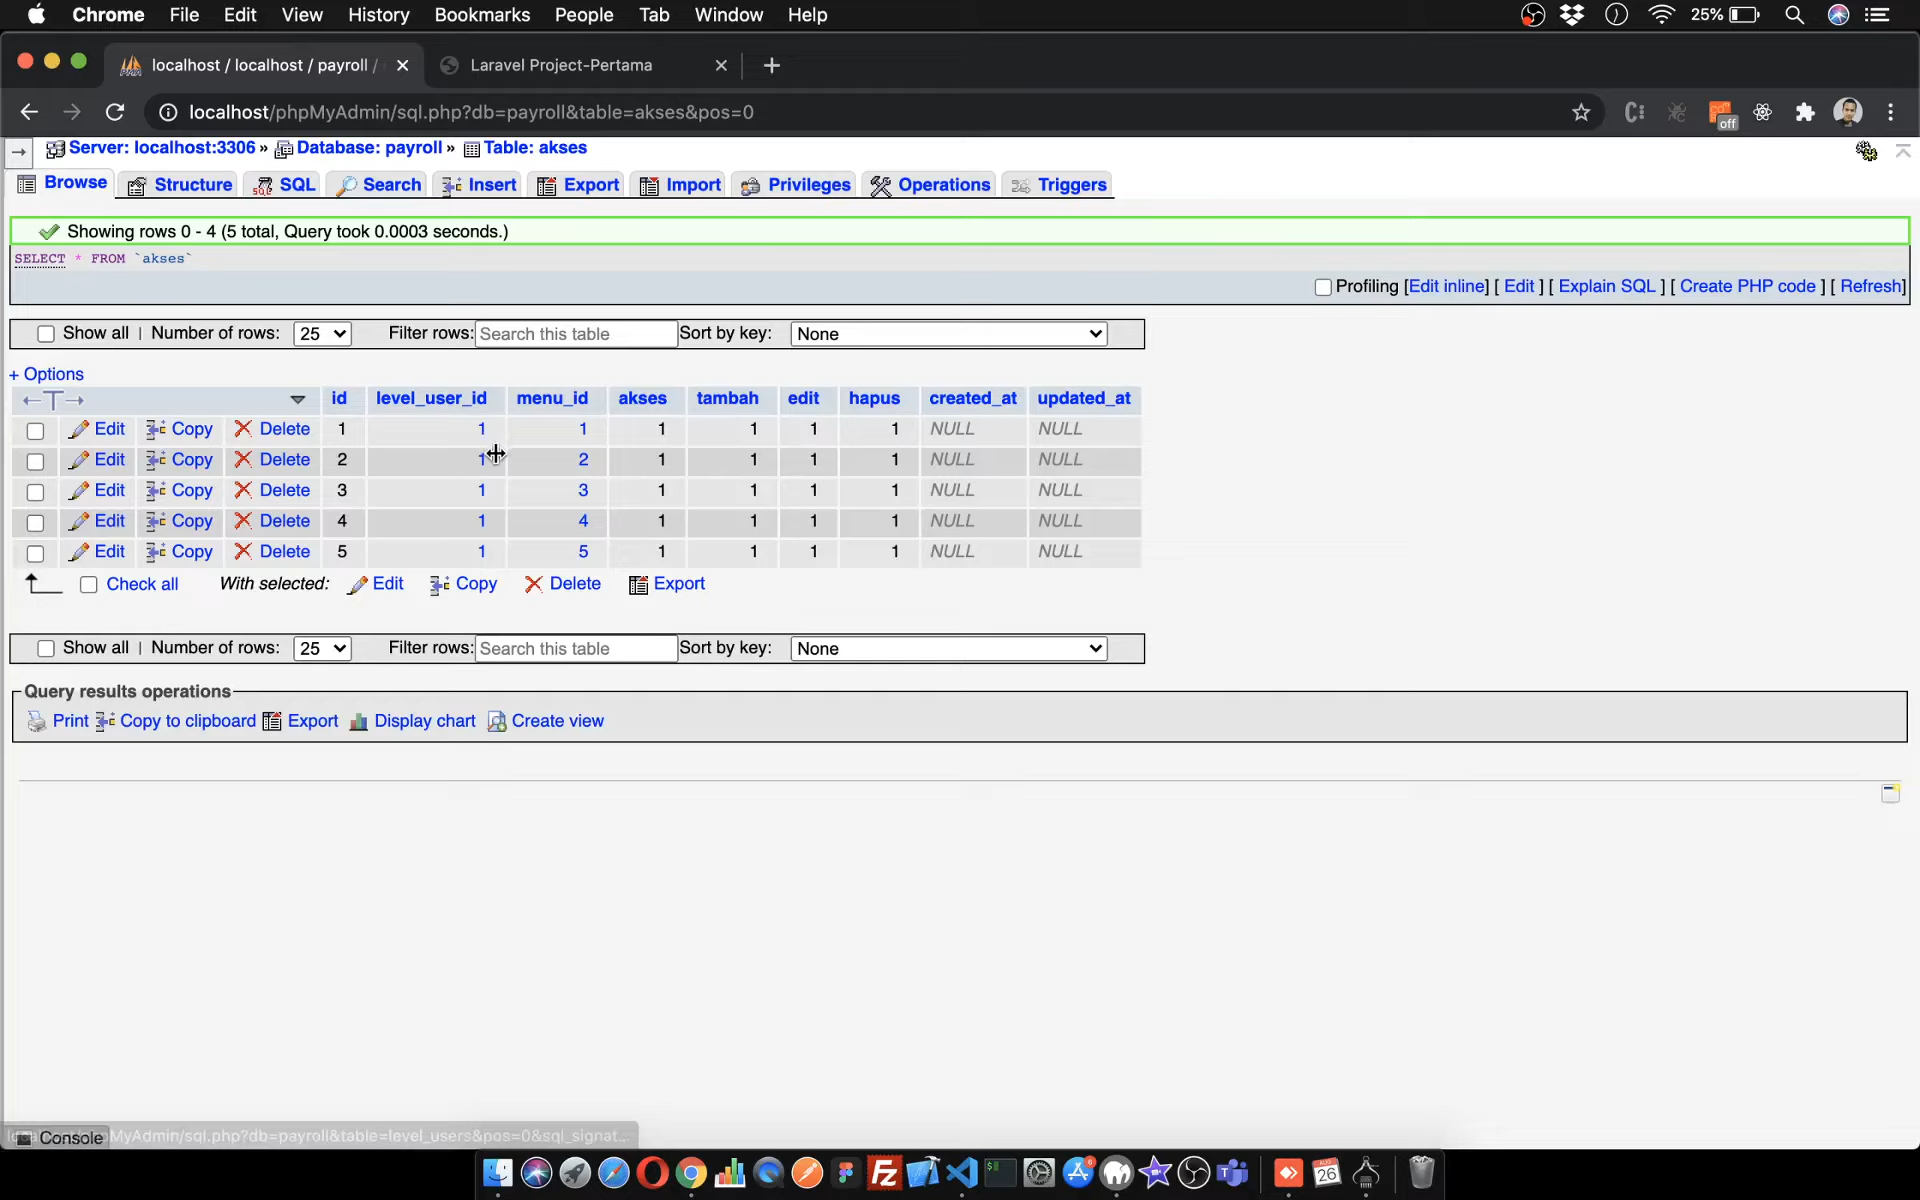 Chrome File Edit View History Bookmarks People Tab Window Help 25%
localhost / localhost / payroll / Laravel Project-Pertama
localhost/phpMyAdmin/sql.php?db=payroll&table=akses&pos=0
off
Server: localhost:3306 » Database: payroll » Table: akses
Browse Structure SQL Search Insert Export Import Privileges Operations Triggers
Showing rows 0 - 4 (5 total, Query took 0.0003 seconds.)
SELECT * FROM `akses`
Profiling [Edit inline] [ Edit ] [ Explain SQL ] [ Create PHP code ] [ Refresh]
Show all | Number of rows: 25 Filter rows: Search this table Sort by key: None
+ Options
←T→ id level_user_id menu_id akses tambah edit hapus created_at updated_at
Edit Copy Delete 1 1 1 1 1 1 1 NULL NULL
Edit Copy Delete 2 1 2 1 1 1 1 NULL NULL
Edit Copy Delete 3 1 3 1 1 1 1 NULL NULL
Edit Copy Delete 4 1 4 1 1 1 1 NULL NULL
Edit Copy Delete 5 1 5 1 1 1 1 NULL NULL
Check all With selected: Edit Copy Delete Export
Show all | Number of rows: 25 Filter rows: Search this table Sort by key: None
Query results operations
Print Copy to clipboard Export Display chart Create view
Console MyAdmin/sql.php?db=payroll&table=level_users&pos=0&sql_signat...
FZ 26